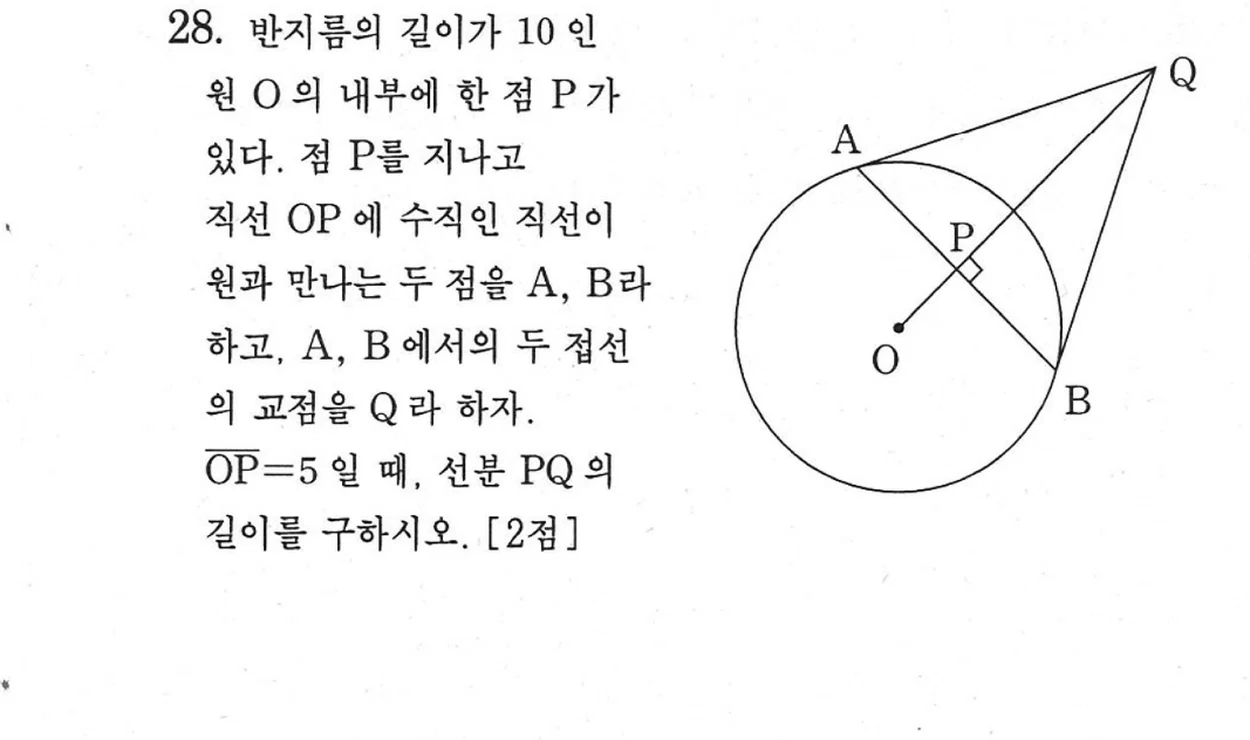 28. 반지름의 길이가 10 인
원 O 의 내부에 한 점 P 가
있다. 점 P를 지나고
직선 OP 에 수직인 직선이
원과 만나는 두 점을 A, B라
하고, A, B 에서의 두 접선
의 교점을 Q 라 하자.
O̅P̅=5 일 때, 선분 PQ 의
길이를 구하시오. [2점]
Q
A
P
O
B